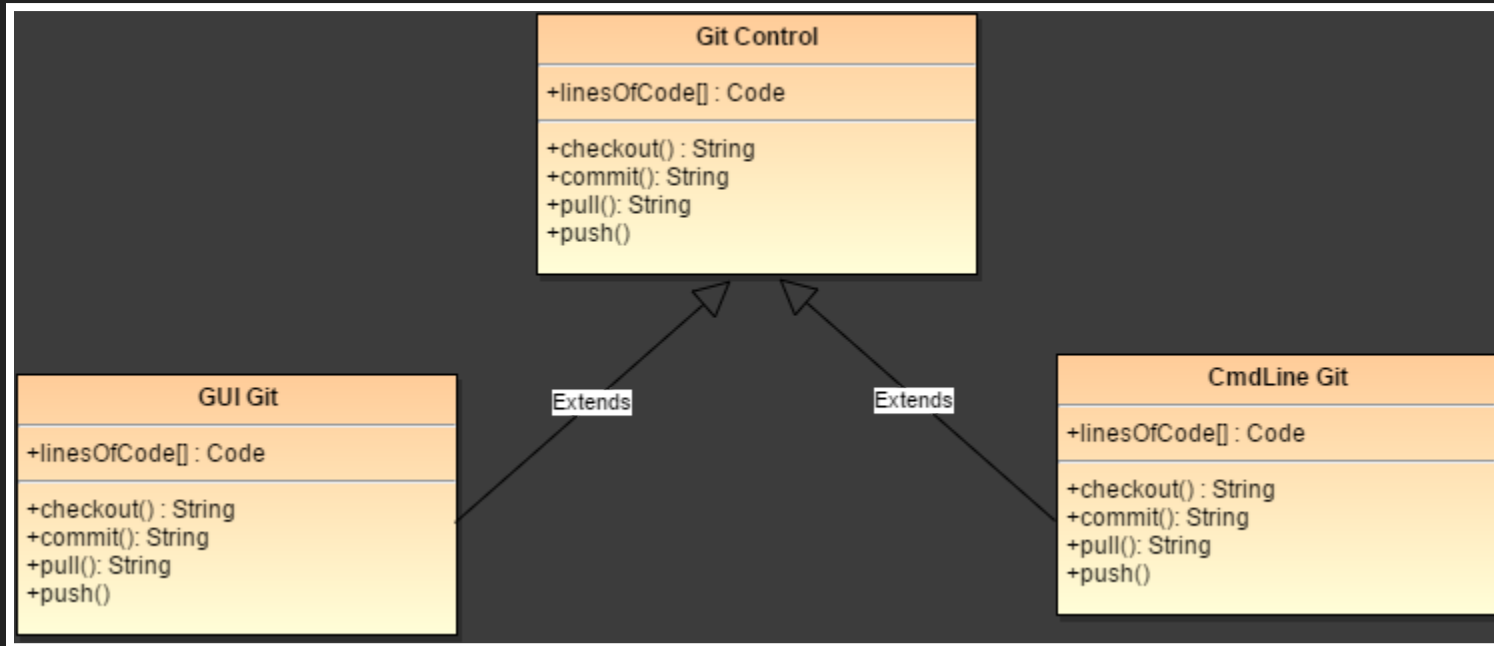 Git Control
+linesOfCode[] : Code
+checkout() : String
+commit(): String
+pull(): String
+push()
Extends
Extends
GUI Git
+linesOfCode[] : Code
+checkout() : String
+commit(): String
+pull(): String
+push()
CmdLine Git
+linesOfCode[] : Code
+checkout() : String
+commit(): String
+pull(): String
+push()